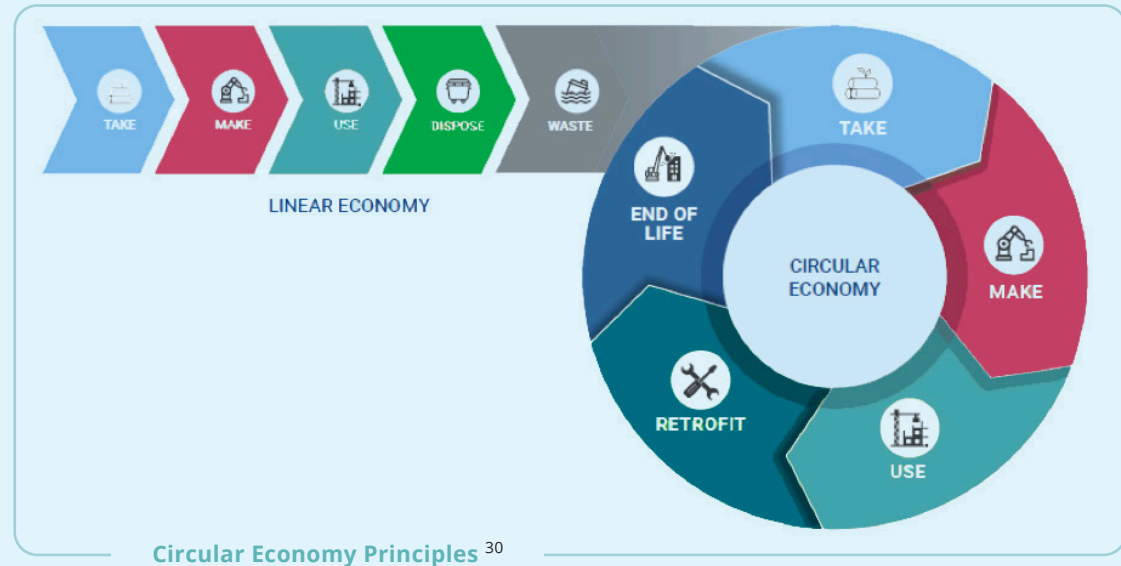 TAKE
MAKE
USE
DISPOSE
WASTE
LINEAR ECONOMY
TAKE
MAKE
USE
RETROFIT
END OF
LIFE
CIRCULAR
ECONOMY
Circular Economy Principles 30